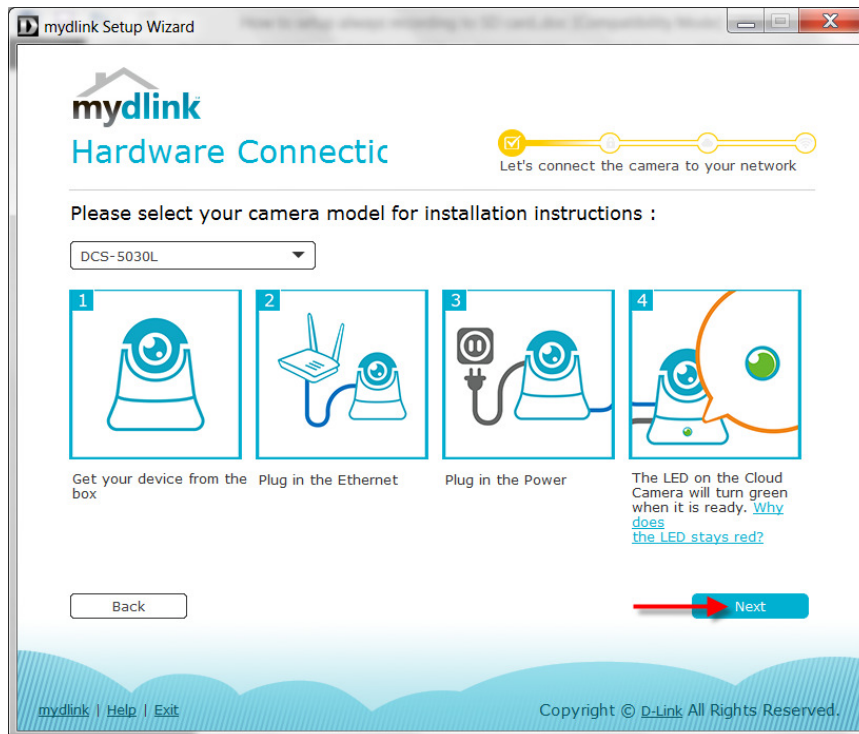 mydlink Setup Wizard
mydlink
Hardware Connectic
Let's connect the camera to your network
Please select your camera model for installation instructions :
DCS-5030L
1
2
3
4
Get your device from the
box
Plug in the Ethernet
Plug in the Power
The LED on the Cloud
Camera will turn green
when it is ready. Why
does
the LED stays red?
Back
Next
mydlink | Help | Exit
Copyright © D-Link All Rights Reserved.